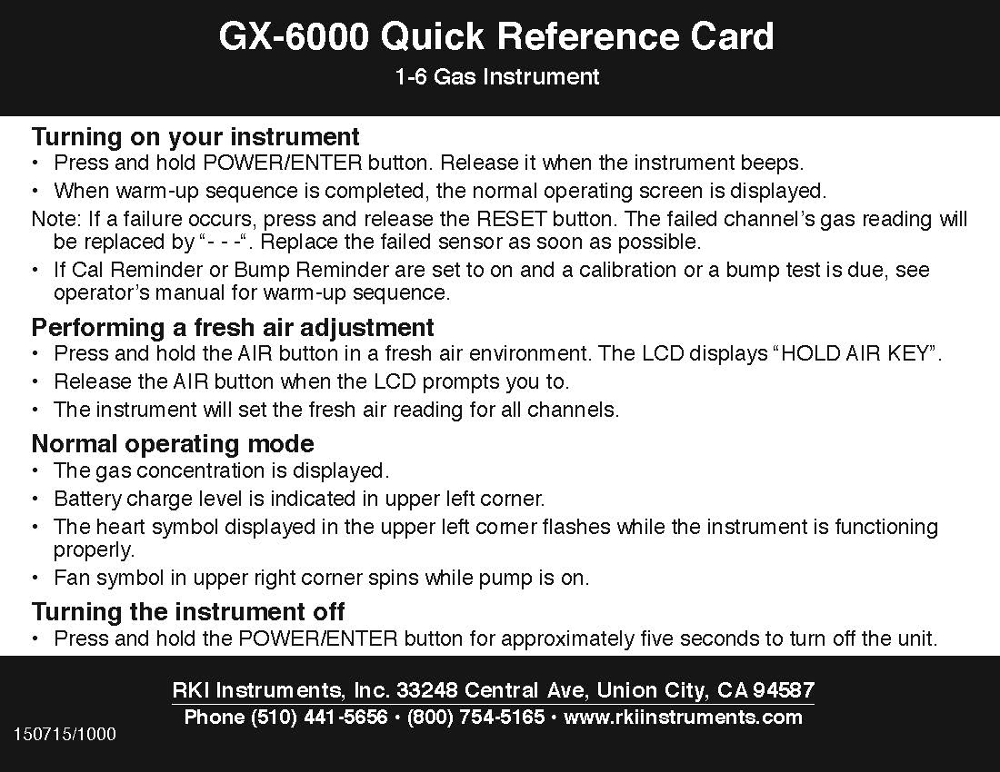 GX-6000 Quick Reference Card
1-6 Gas Instrument
Turning on your instrument
• Press and hold POWER/ENTER button. Release it when the instrument beeps.
• When warm-up sequence is completed, the normal operating screen is displayed.
Note: If a failure occurs, press and release the RESET button. The failed channel’s gas reading will
be replaced by “- - -“. Replace the failed sensor as soon as possible.
• If Cal Reminder or Bump Reminder are set to on and a calibration or a bump test is due, see
operator’s manual for warm-up sequence.
Performing a fresh air adjustment
• Press and hold the AIR button in a fresh air environment. The LCD displays “HOLD AIR KEY”.
• Release the AIR button when the LCD prompts you to.
• The instrument will set the fresh air reading for all channels.
Normal operating mode
• The gas concentration is displayed.
• Battery charge level is indicated in upper left corner.
• The heart symbol displayed in the upper left corner flashes while the instrument is functioning
properly.
• Fan symbol in upper right corner spins while pump is on.
Turning the instrument off
• Press and hold the POWER/ENTER button for approximately five seconds to turn off the unit.
RKI Instruments, Inc. 33248 Central Ave, Union City, CA 94587
Phone (510) 441-5656 • (800) 754-5165 • www.rkiinstruments.com
150715/1000